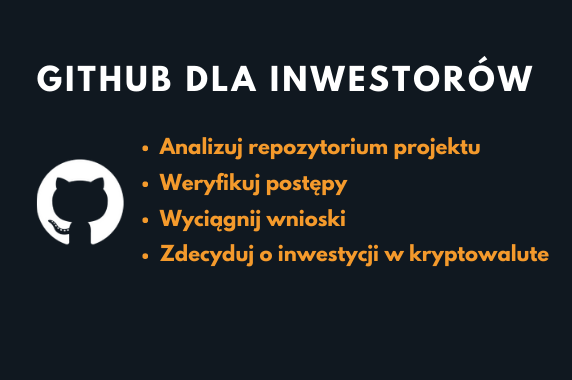 GITHUB DLA INWESTORÓW
• Analizuj repozytorium projektu
• Weryfikuj postępy
• Wyciągnij wnioski
• Zdecyduj o inwestycji w kryptowalute